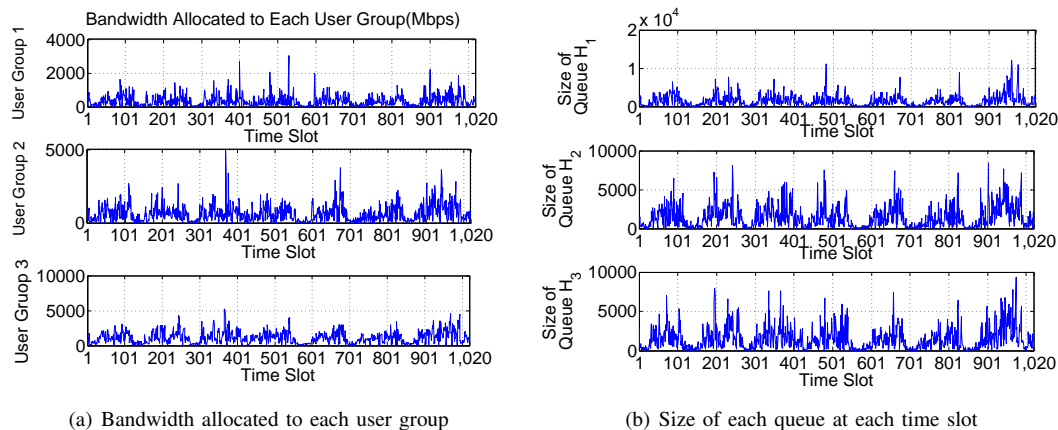 Bandwidth Allocated to Each User Group(Mbps)
User Group 1
4000
2000
0
1 101 201 301 401 501 601 701 801 901 1,020
Time Slot
User Group 2
5000
0
1 101 201 301 401 501 601 701 801 901 1,020
Time Slot
User Gruop 3
10000
5000
0
1 101 201 301 401 501 601 701 801 901 1,020
Time Slot
(a) Bandwidth allocated to each user group
x 10^4
Size of
Queue H_1
2
1
0
1 101 201 301 401 501 601 701 801 901 1,020
Time Slot
Size of
Queue H_2
10000
5000
0
1 101 201 301 401 501 601 701 801 901 1,020
Time Slot
Size of
Queue H_3
10000
5000
0
1 101 201 301 401 501 601 701 801 901 1,020
Time Slot
(b) Size of each queue at each time slot